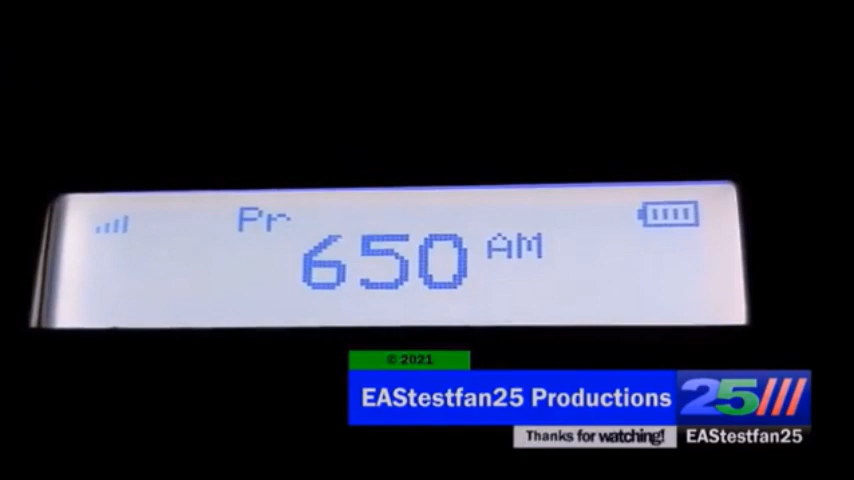 Pr
650 AM
© 2021
EAStestfan25 Productions
25
Thanks for watching!
EAStestfan25